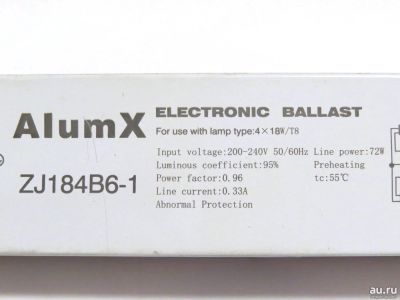 AlumX
ZJ184B6-1
ELECTRONIC BALLAST
For use with lamp type:4×18W/T8
Input voltage:200-240V 50/60Hz Line power:72W
Luminous coefficient:95% Preheating
Power factor:0.96 tc:55℃
Line current:0.33A
Abnormal Protection
au.ru